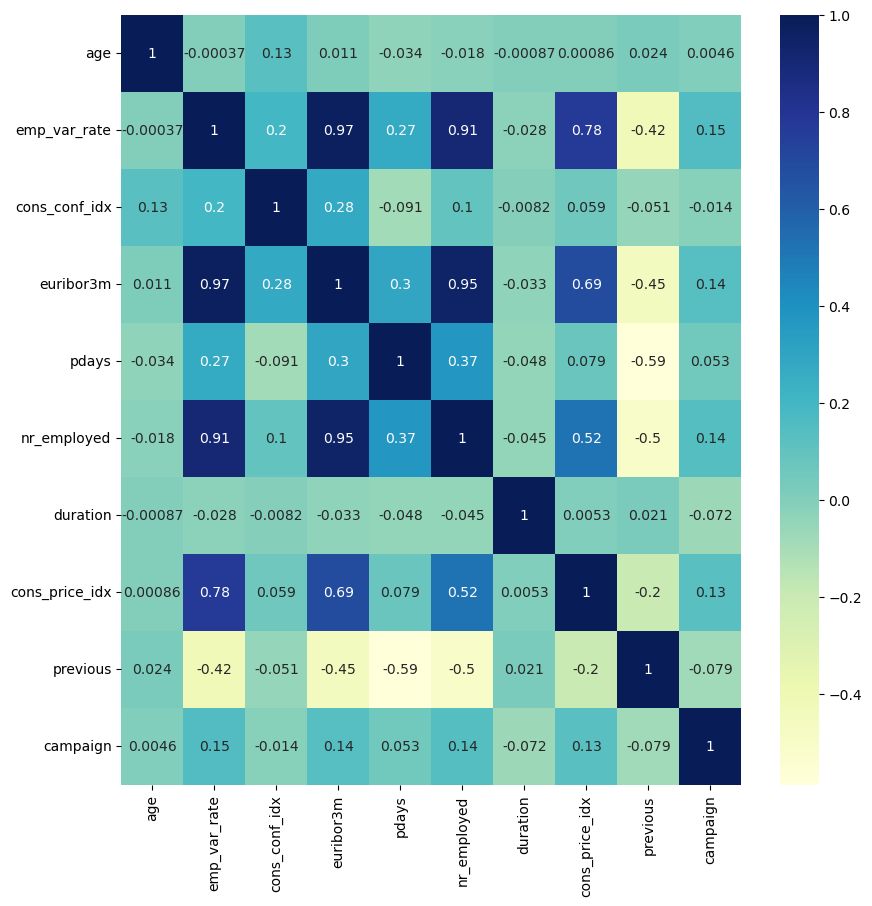 age 1 -0.00037 0.13 0.011 -0.034 -0.018 -0.00087 0.00086 0.024 0.0046
emp_var_rate -0.00037 1 0.2 0.97 0.27 0.91 -0.028 0.78 -0.42 0.15
cons_conf_idx 0.13 0.2 1 0.28 -0.091 0.1 -0.0082 0.059 -0.051 -0.014
euribor3m 0.011 0.97 0.28 1 0.3 0.95 -0.033 0.69 -0.45 0.14
pdays -0.034 0.27 -0.091 0.3 1 0.37 -0.048 0.079 -0.59 0.053
nr_employed -0.018 0.91 0.1 0.95 0.37 1 -0.045 0.52 -0.5 0.14
duration -0.00087 -0.028 -0.0082 -0.033 -0.048 -0.045 1 0.0053 0.021 -0.072
cons_price_idx 0.00086 0.78 0.059 0.69 0.079 0.52 0.0053 1 -0.2 0.13
previous 0.024 -0.42 -0.051 -0.45 -0.59 -0.5 0.021 -0.2 1 -0.079
campaign 0.0046 0.15 -0.014 0.14 0.053 0.14 -0.072 0.13 -0.079 1
age
emp_var_rate
cons_conf_idx
euribor3m
pdays
nr_employed
duration
cons_price_idx
previous
campaign
1.0
0.8
0.6
0.4
0.2
0.0
−0.2
−0.4